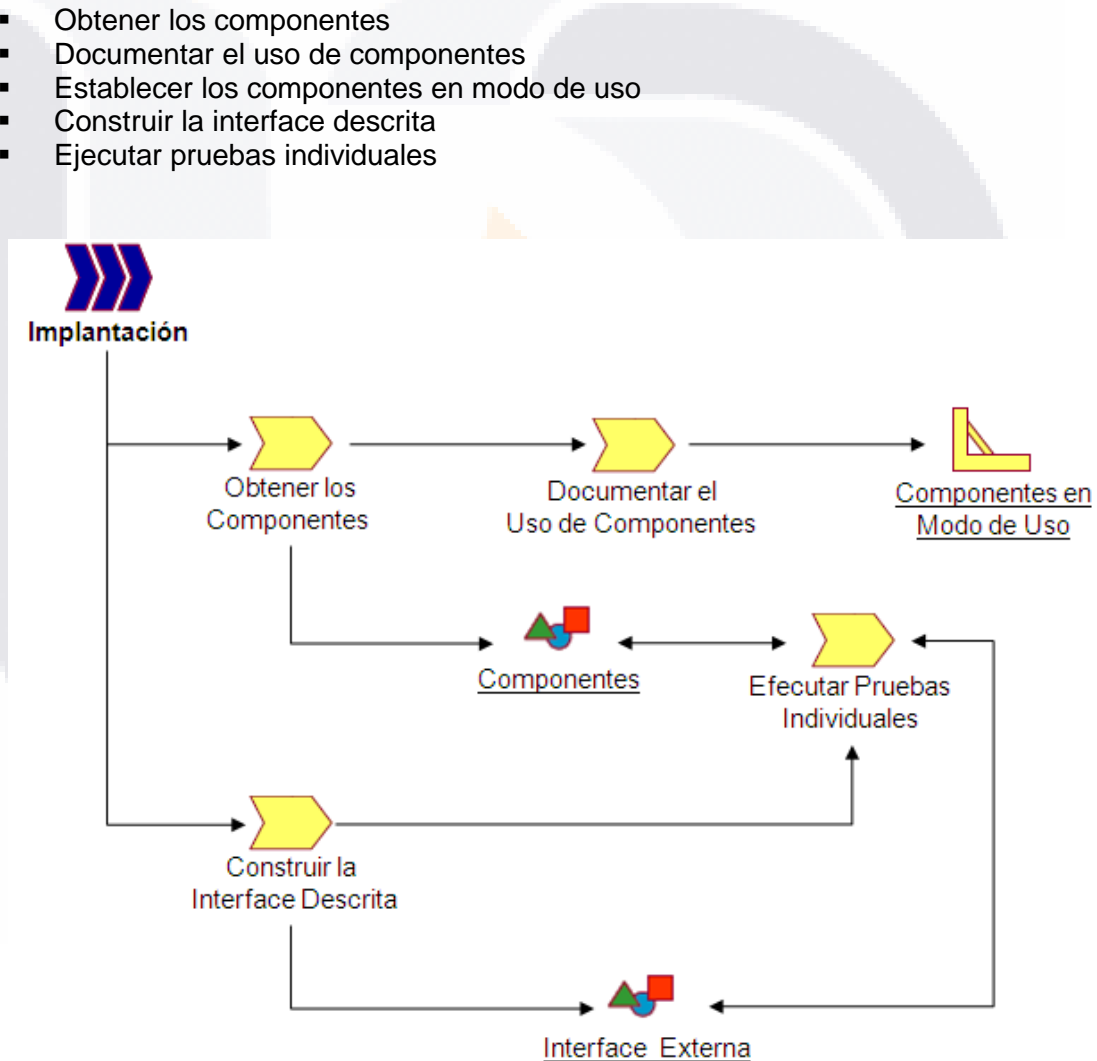 ▪ Obtener los componentes
▪ Documentar el uso de componentes
▪ Establecer los componentes en modo de uso
▪ Construir la interface descrita
▪ Ejecutar pruebas individuales
Implantación
Obtener los
Componentes
Documentar el
Uso de Componentes
Componentes en
Modo de Uso
Componentes
Efecutar Pruebas
Individuales
Construir la
Interface Descrita
Interface Externa